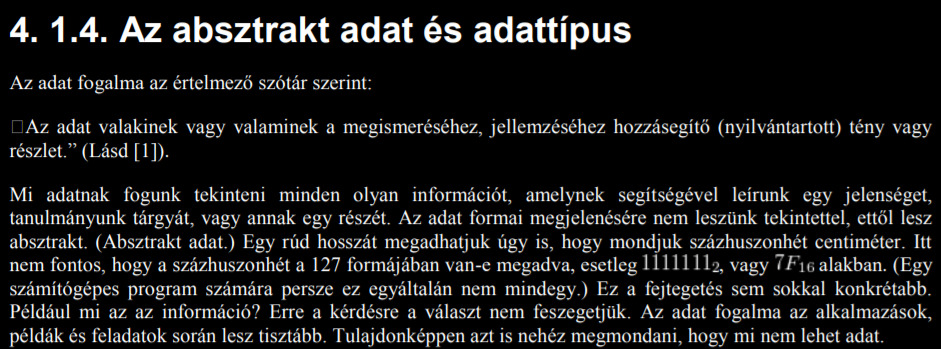 4. 1.4. Az absztrakt adat és adattípus
Az adat fogalma az értelmező szótár szerint:
□Az adat valakinek vagy valaminek a megismeréséhez, jellemzéséhez hozzásegítő (nyilvántartott) tény vagy
részlet.” (Lásd [1]).
Mi adatnak fogunk tekinteni minden olyan információt, amelynek segítségével leírunk egy jelenséget,
tanulmányunk tárgyát, vagy annak egy részét. Az adat formai megjelenésére nem leszünk tekintettel, ettől lesz
absztrakt. (Absztrakt adat.) Egy rúd hosszát megadhatjuk úgy is, hogy mondjuk százhuszonhét centiméter. Itt
nem fontos, hogy a százhuszonhét a 127 formájában van-e megadva, esetleg 1111111₂, vagy 7F₁₆ alakban. (Egy
számítógépes program számára persze ez egyáltalán nem mindegy.) Ez a fejtegetés sem sokkal konkrétabb.
Például mi az az információ? Erre a kérdésre a választ nem feszegetjük. Az adat fogalma az alkalmazások,
példák és feladatok során lesz tisztább. Tulajdonképpen azt is nehéz megmondani, hogy mi nem lehet adat.